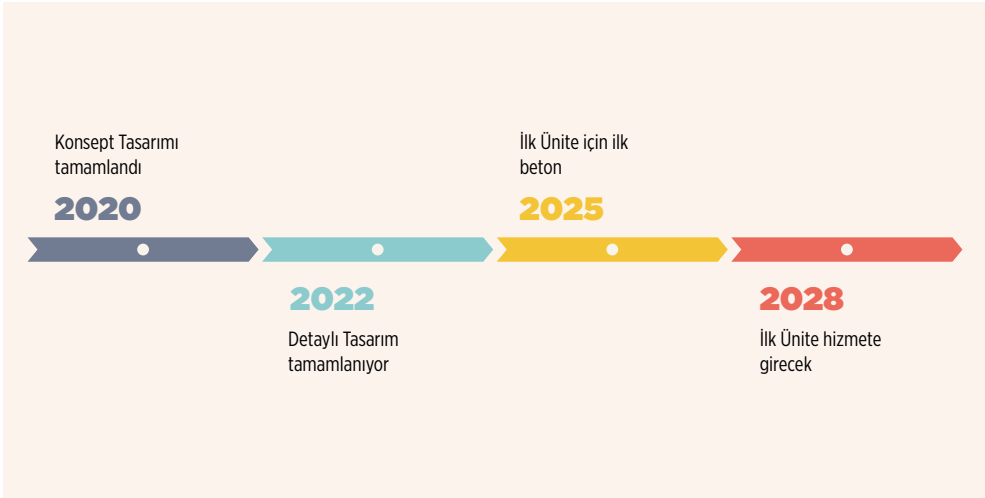 Konsept Tasarımı
tamamlandı
2020
2022
Detaylı Tasarım
tamamlanıyor
İlk Ünite için ilk
beton
2025
2028
İlk Ünite hizmete
girecek